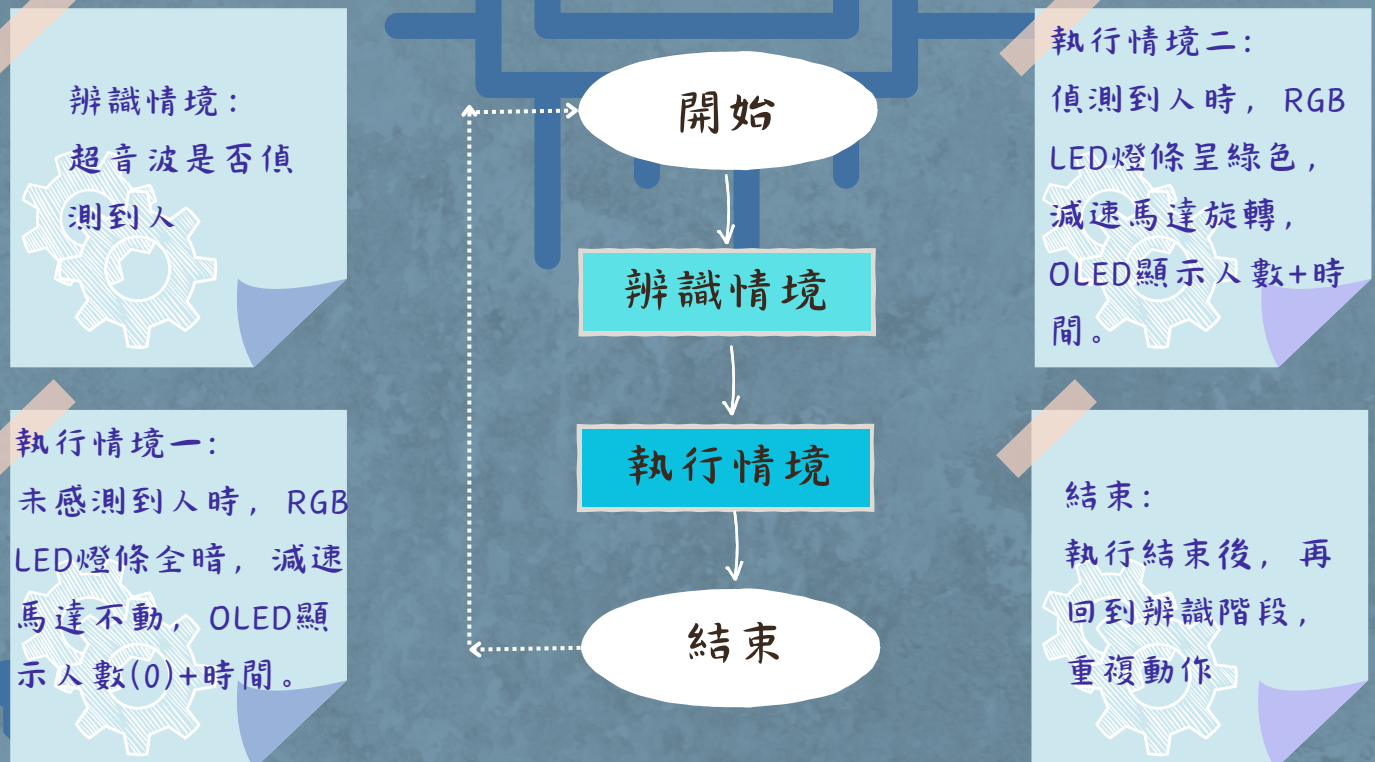 辨識情境：
超音波是否偵
測到人
執行情境一：
未感測到人時，RGB
LED燈條全暗，減速
馬達不動，OLED顯
示人數(0)+時間。
開始
辨識情境
執行情境
結束
執行情境二：
偵測到人時，RGB
LED燈條呈綠色，
減速馬達旋轉，
OLED顯示人數+時
間。
結束：
執行結束後，再
回到辨識階段，
重複動作